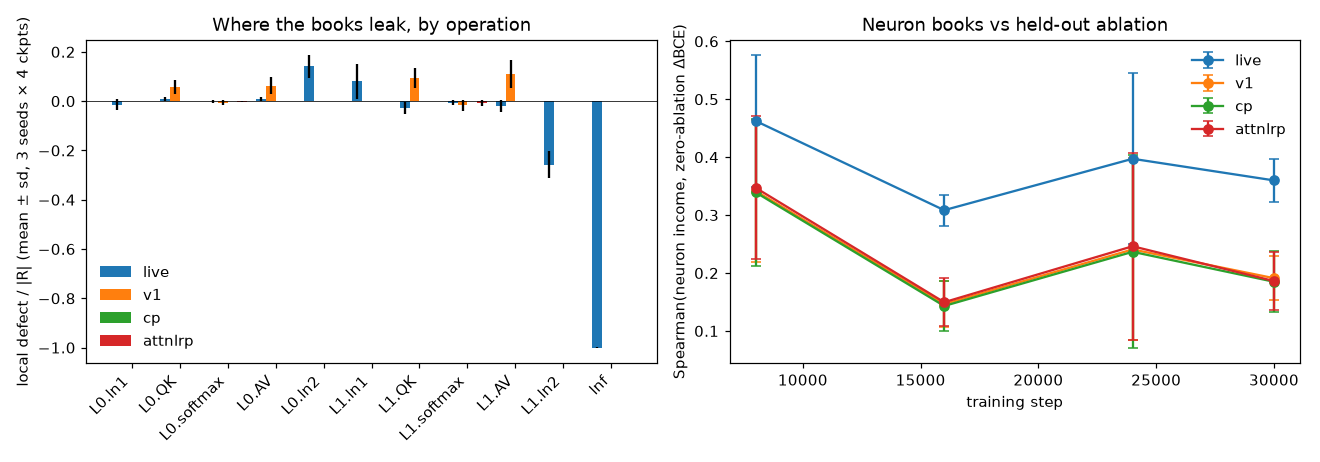 Where the books leak, by operation
local defect / |R| (mean ± sd, 3 seeds × 4 ckpts)
0.2
0.0
−0.2
−0.4
−0.6
−0.8
−1.0
live
v1
cp
attnlrp
L0.ln1
L0.QK
L0.softmax
L0.AV
L0.ln2
L1.ln1
L1.QK
L1.softmax
L1.AV
L1.ln2
lnf
Neuron books vs held-out ablation
Spearman(neuron income, zero-ablation ΔBCE)
0.6
0.5
0.4
0.3
0.2
0.1
live
v1
cp
attnlrp
10000
15000
20000
25000
30000
training step